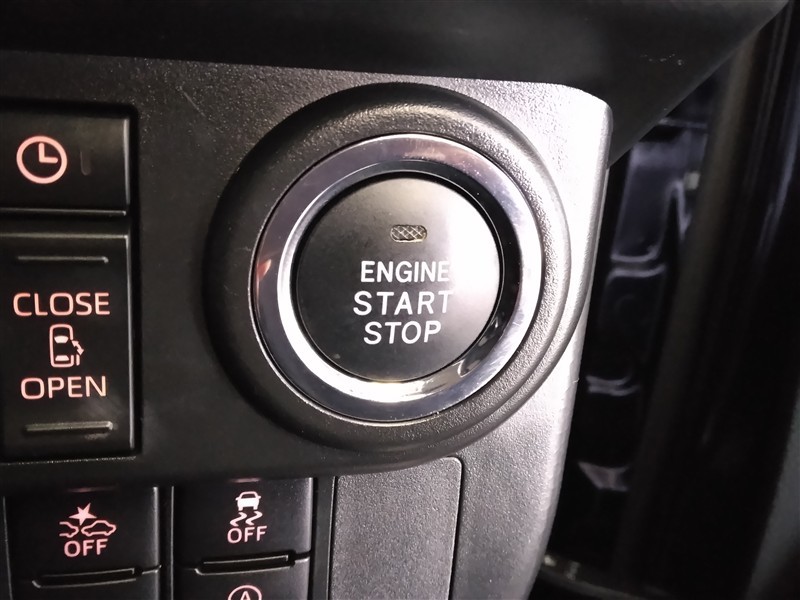 ENGINE
START
STOP
CLOSE
OPEN
OFF
OFF
A